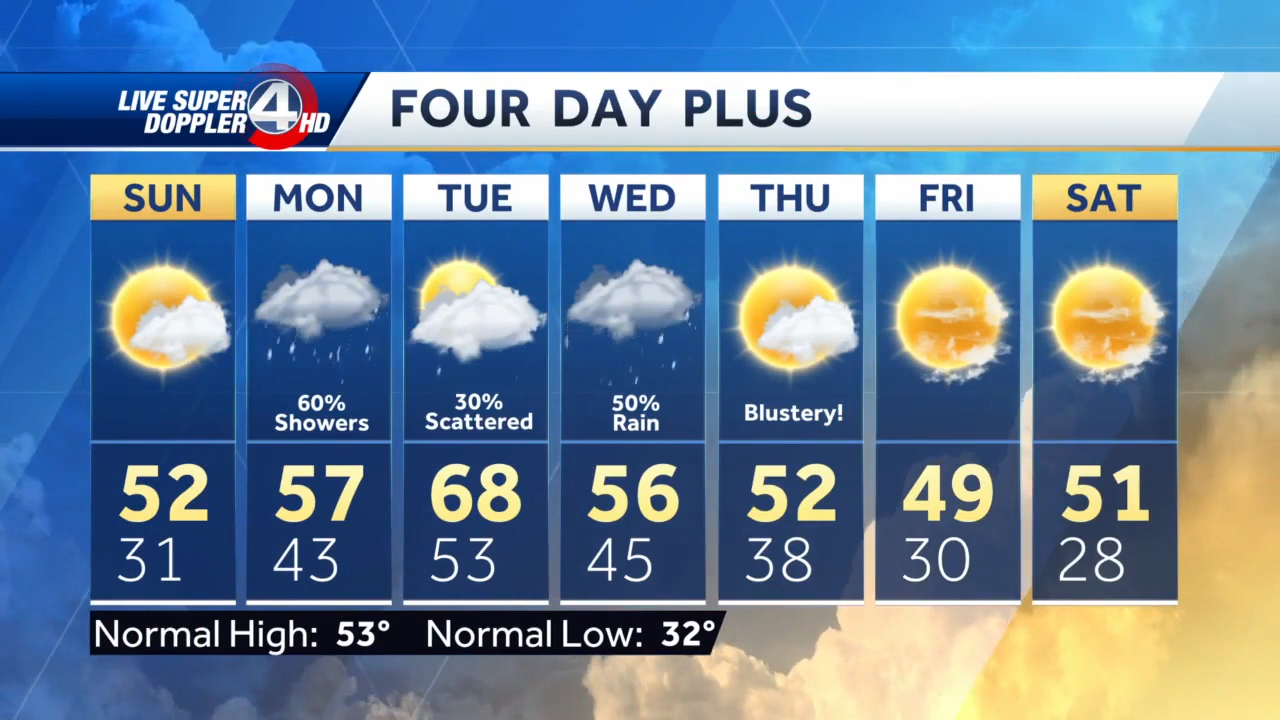 LIVE SUPER
DOPPLER 4 HD
FOUR DAY PLUS
SUN MON TUE WED THU FRI SAT
60%
Showers
30%
Scattered
50%
Rain
Blustery!
52 57 68 56 52 49 51
31 43 53 45 38 30 28
Normal High: 53° Normal Low: 32°